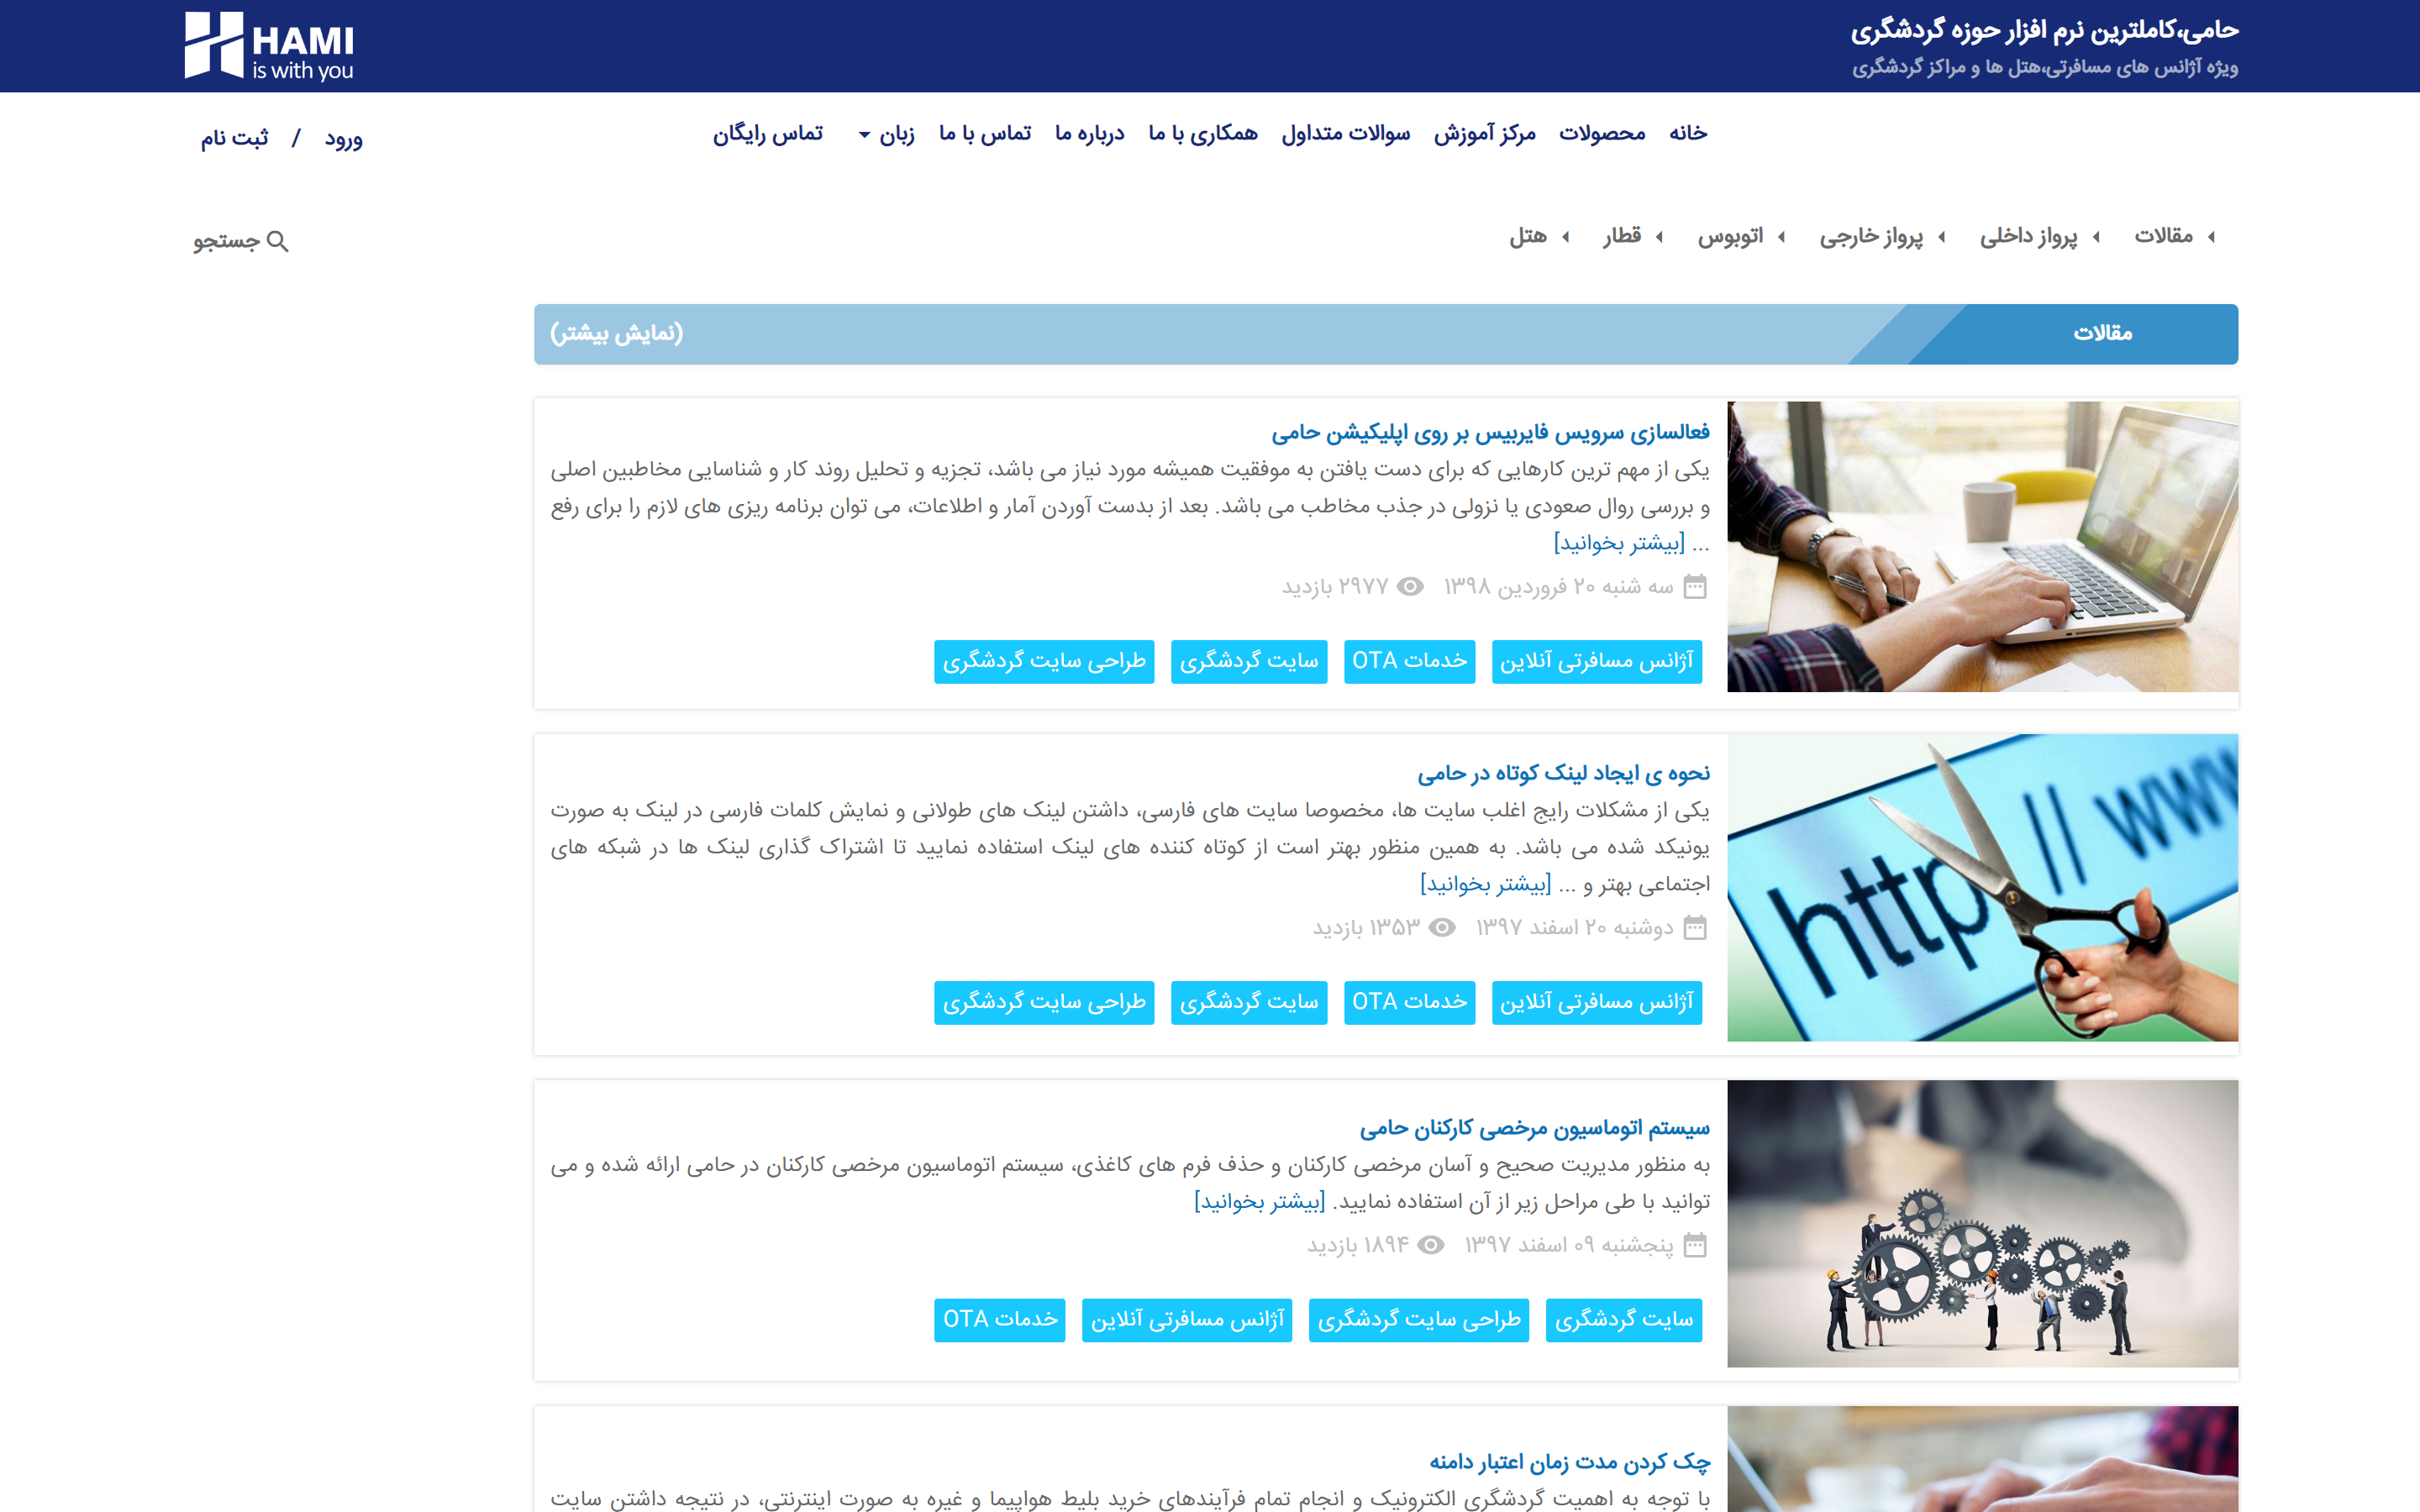 حامی،کاملترین نرم افزار حوزه گردشگری
ویژه آژانس های مسافرتی،هتل ها و مراکز گردشگری
HAMI
is with you
خانه محصولات مرکز آموزش سوالات متداول همکاری با ما درباره ما تماس با ما زبان تماس رایگان
ورود / ثبت نام
مقالات پرواز داخلی پرواز خارجی اتوبوس قطار هتل
جستجو
مقالات
(نمایش بیشتر)
فعالسازی سرویس فایربیس بر روی اپلیکیشن حامی
یکی از مهم ترین کارهایی که برای دست یافتن به موفقیت همیشه مورد نیاز می باشد، تجزیه و تحلیل روند کار و شناسایی مخاطبین اصلی
و بررسی روال صعودی یا نزولی در جذب مخاطب می باشد. بعد از بدست آوردن آمار و اطلاعات، می توان برنامه ریزی های لازم را برای رفع
... [بیشتر بخوانید]
سه شنبه ۲۰ فروردین ۱۳۹۸ ۲۹۷۷ بازدید
آژانس مسافرتی آنلاین خدمات OTA سایت گردشگری طراحی سایت گردشگری
http // www
نحوه ی ایجاد لینک کوتاه در حامی
یکی از مشکلات رایج اغلب سایت ها، مخصوصا سایت های فارسی، داشتن لینک های طولانی و نمایش کلمات فارسی در لینک به صورت
یونیکد شده می باشد. به همین منظور بهتر است از کوتاه کننده های لینک استفاده نمایید تا اشتراک گذاری لینک ها در شبکه های
اجتماعی بهتر و ... [بیشتر بخوانید]
دوشنبه ۲۰ اسفند ۱۳۹۷ ۱۳۵۳ بازدید
آژانس مسافرتی آنلاین خدمات OTA سایت گردشگری طراحی سایت گردشگری
سیستم اتوماسیون مرخصی کارکنان حامی
به منظور مدیریت صحیح و آسان مرخصی کارکنان و حذف فرم های کاغذی، سیستم اتوماسیون مرخصی کارکنان در حامی ارائه شده و می
توانید با طی مراحل زیر از آن استفاده نمایید. [بیشتر بخوانید]
پنجشنبه ۰۹ اسفند ۱۳۹۷ ۱۸۹۴ بازدید
سایت گردشگری طراحی سایت گردشگری آژانس مسافرتی آنلاین خدمات OTA
چک کردن مدت زمان اعتبار دامنه
با توجه به اهمیت گردشگری الکترونیک و انجام تمام فرآیندهای خرید بلیط هواپیما و غیره به صورت اینترنتی، در نتیجه داشتن سایت